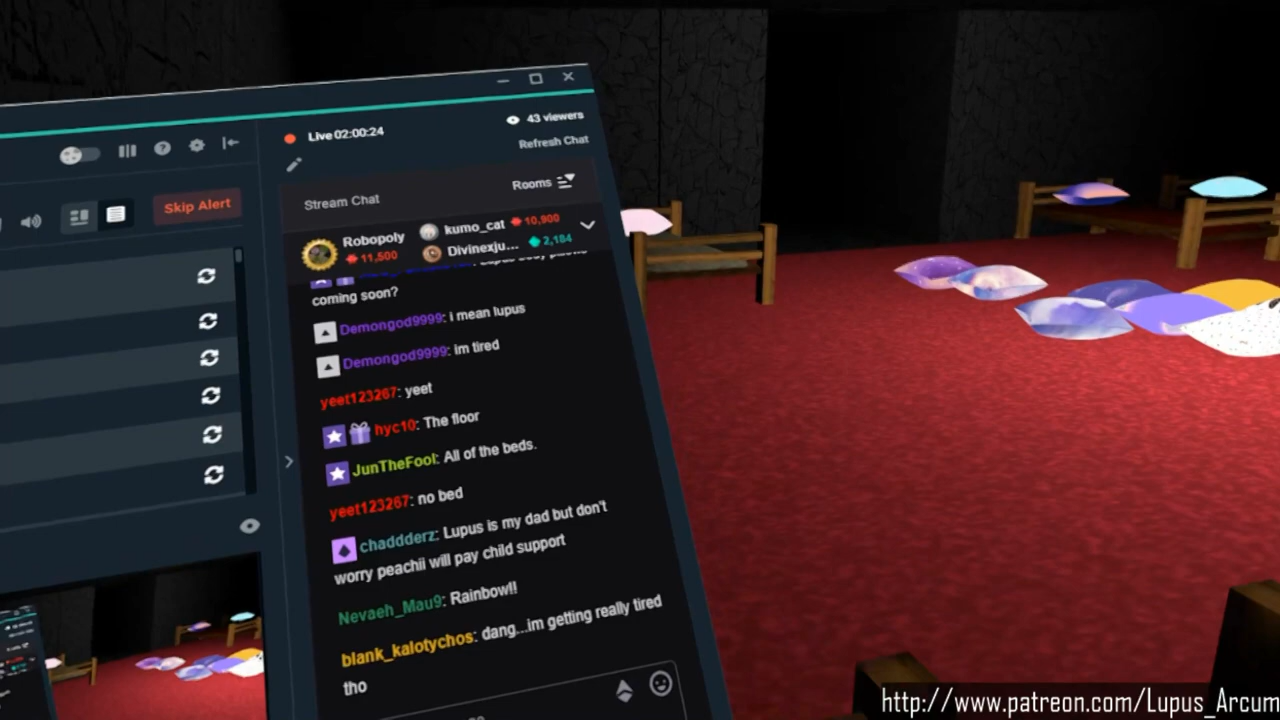 Live 02:00:24
43 viewers
Refresh Chat
Skip Alert
Stream Chat
Rooms
Robopoly
11,500
kumo_cat 10,900
Divinexju... 2,184
coming soon?
Demongod9999: i mean lupus
Demongod9999: im tired
yeet123267: yeet
hyc10: The floor
JunTheFool: All of the beds.
yeet123267: no bed
chaddderz: Lupus is my dad but don't
worry peachii will pay child support
Nevaeh_Mau9: Rainbow!!
blank_kalotychos: dang...im getting really tired
tho
http://www.patreon.com/Lupus_Arcum